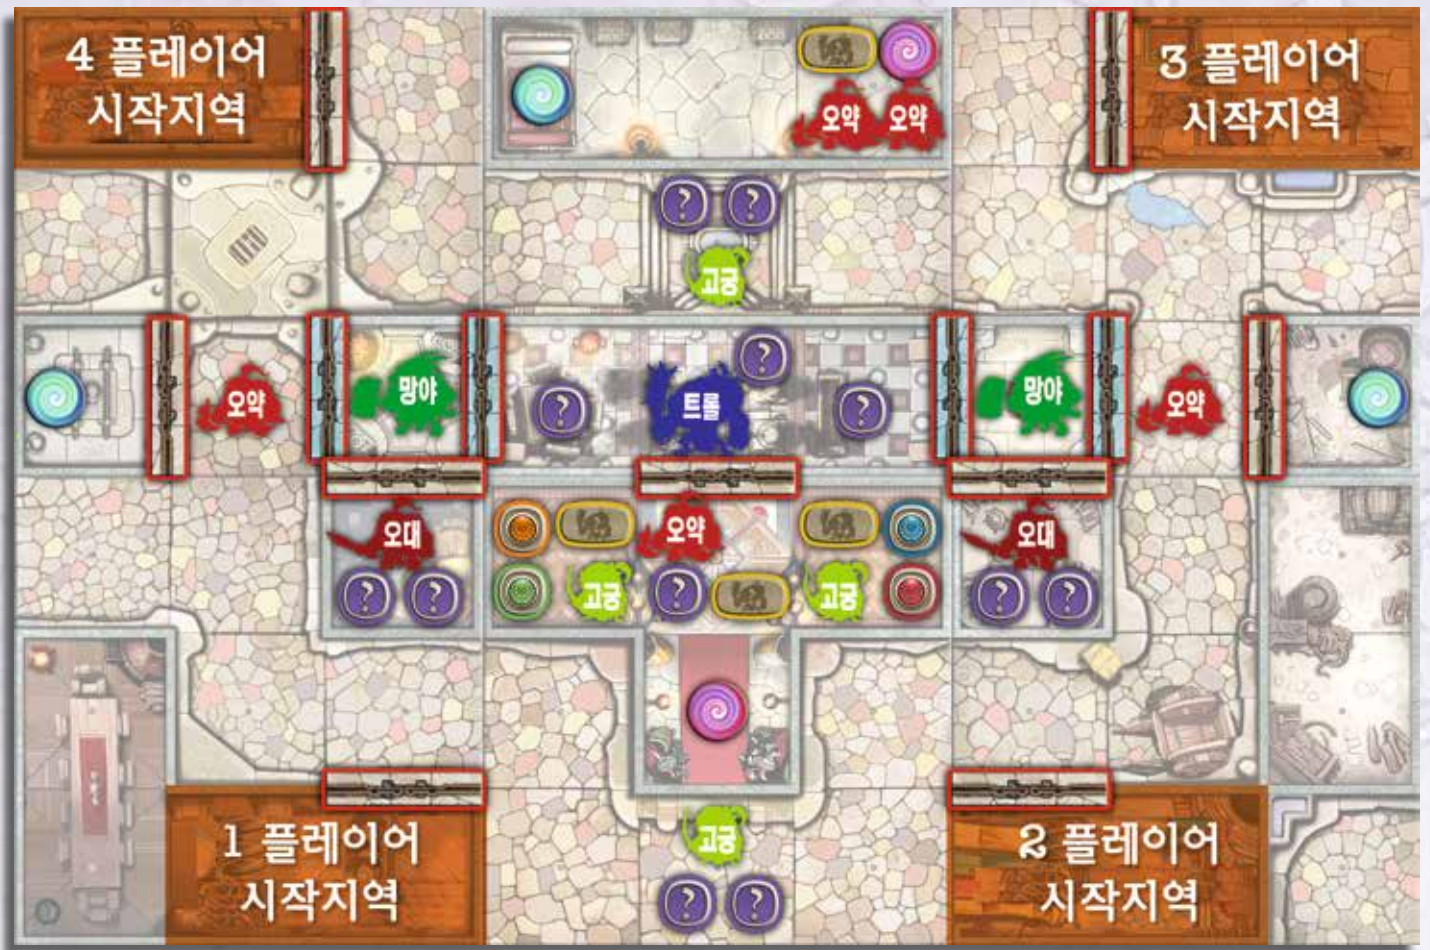 4 플레이어
시작지역
3 플레이어
시작지역
오약
오약
?
?
고궁
?
오약
망야
?
트롤
?
망야
오약
오대
오약
오대
?
?
고궁
?
고궁
?
?
고궁
1 플레이어
시작지역
2 플레이어
시작지역
?
?